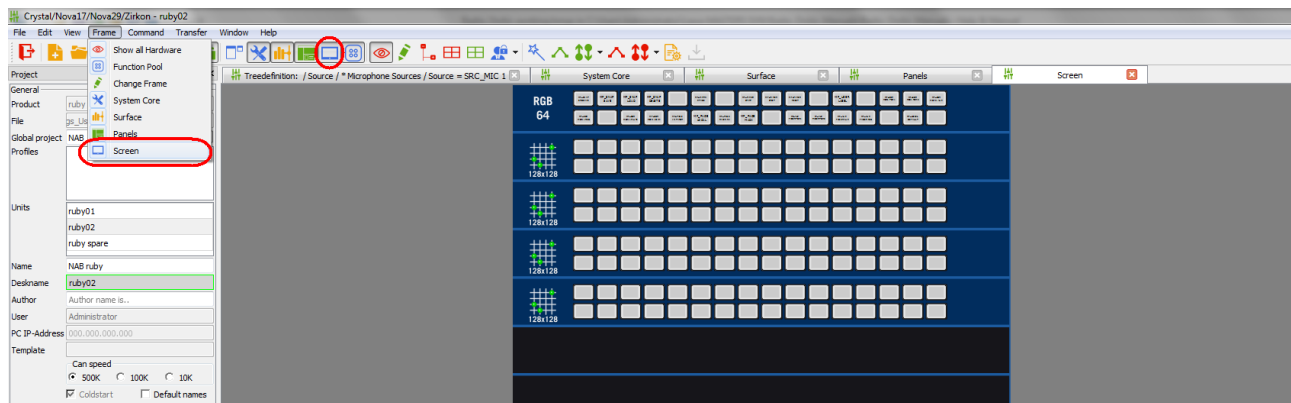 Crystal/Nova17/Nova29/Zirkon - ruby02
File Edit View Frame Command Transfer Window Help
Show all Hardware
Function Pool
Change Frame
System Core
Surface
Panels
Screen
Treedefinition: / Source / * Microphone Sources / Source = SRC_MIC 1
System Core
Surface
Panels
Screen
Project
General
Product ruby
File gs_Us
Global project NAB
Profiles
Units
ruby01
ruby02
ruby spare
Name NAB ruby
Deskname ruby02
Author Author name is..
User Administrator
PC IP-Address 000.000.000.000
Template
Can speed
500K 100K 10K
Coldstart Default names
RGB
64
128x128
128x128
128x128
128x128